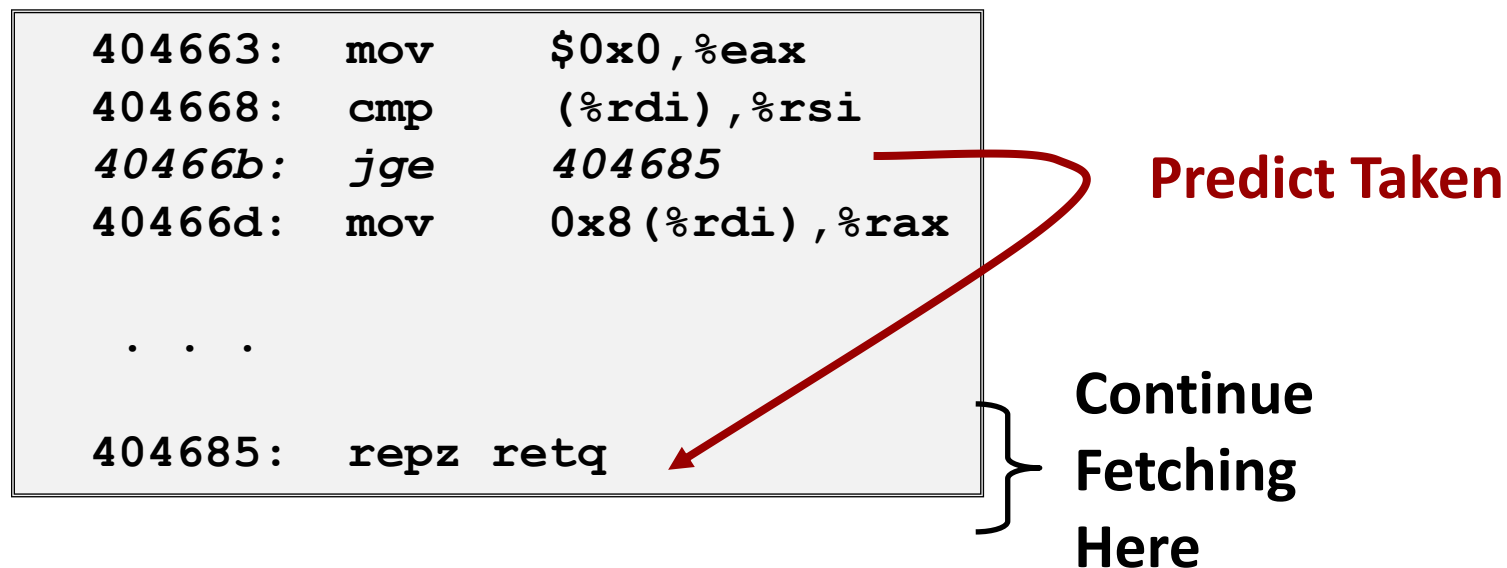 404663: mov $0x0,%eax
404668: cmp (%rdi),%rsi
40466b: jge 404685
40466d: mov 0x8(%rdi),%rax
. . .
404685: repz retq
Predict Taken
Continue
Fetching
Here